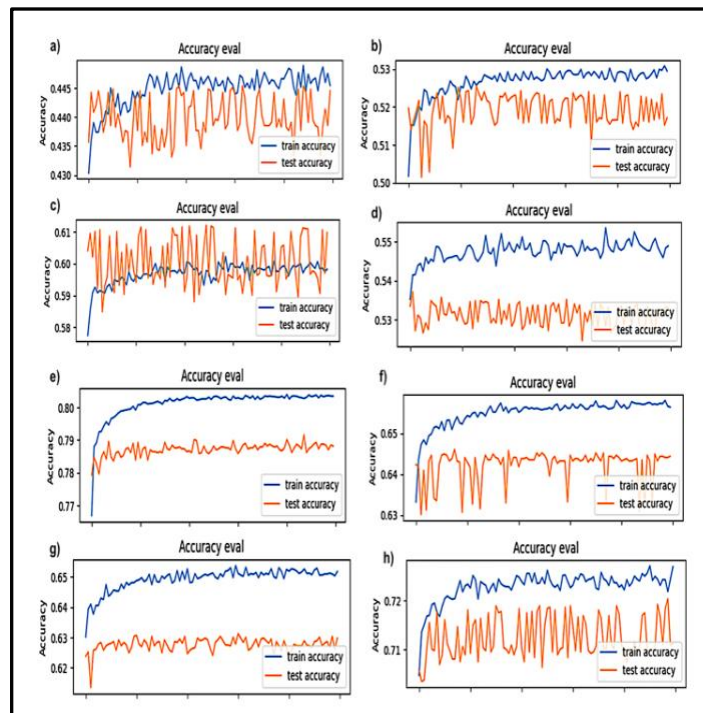 a)
Accuracy eval
Accuracy
0.445
0.440
0.435
0.430
train accuracy
test accuracy
b)
Accuracy eval
Accuracy
0.53
0.52
0.51
0.50
train accuracy
test accuracy
c)
Accuracy eval
Accuracy
0.61
0.60
0.59
0.58
train accuracy
test accuracy
d)
Accuracy eval
Accuracy
0.55
0.54
0.53
train accuracy
test accuracy
e)
Accuracy eval
Accuracy
0.80
0.79
0.78
0.77
train accuracy
test accuracy
f)
Accuracy eval
Accuracy
0.65
0.64
0.63
train accuracy
test accuracy
g)
Accuracy eval
Accuracy
0.65
0.64
0.63
0.62
train accuracy
test accuracy
h)
Accuracy eval
Accuracy
0.72
0.71
train accuracy
test accuracy